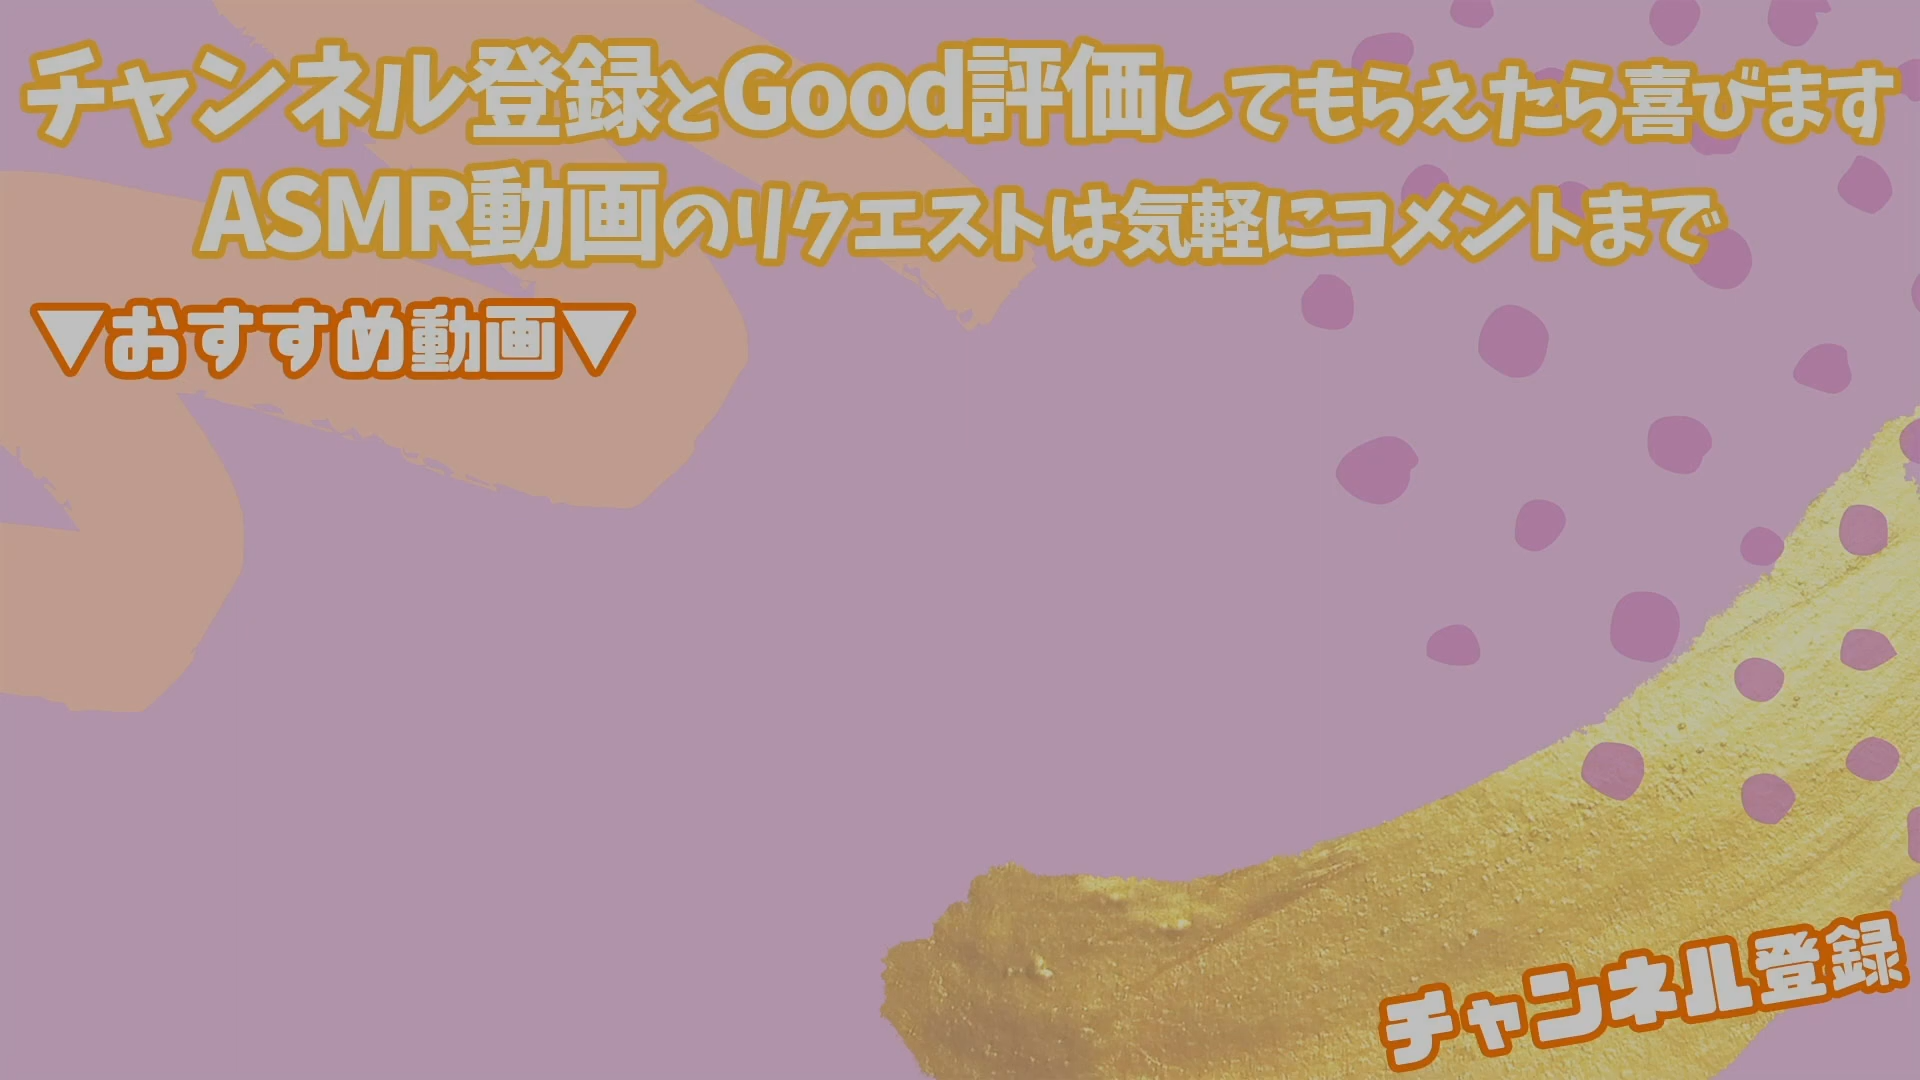 チャンネル登録とGood評価してもらえたら喜びます
ASMR動画のリクエストは気軽にコメントまで
▼おすすめ動画▼
チャンネル登録